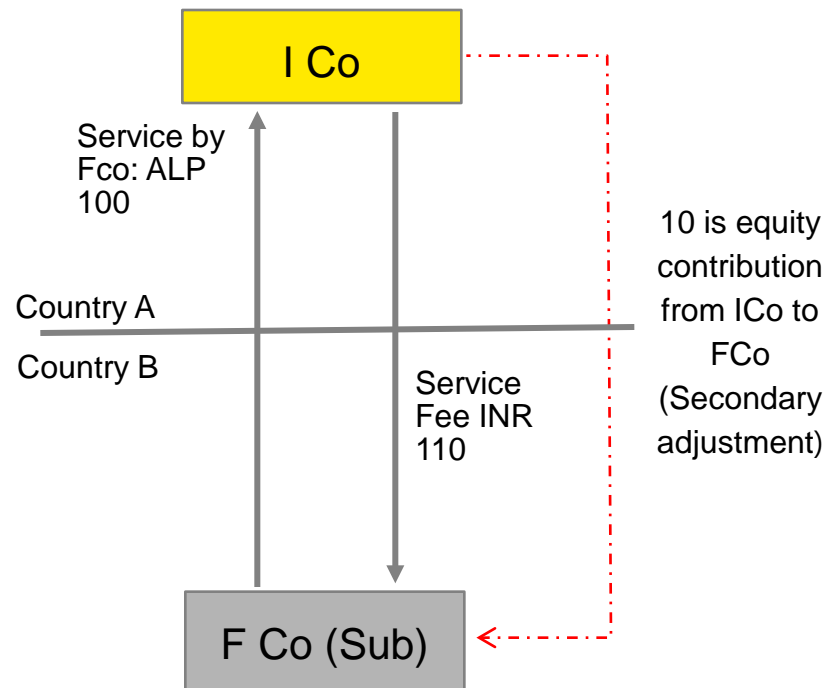 I Co
Service by
Fco: ALP
100
10 is equity
contribution
from ICo to
FCo
(Secondary
adjustment)
Country A
Country B
Service
Fee INR
110
F Co (Sub)